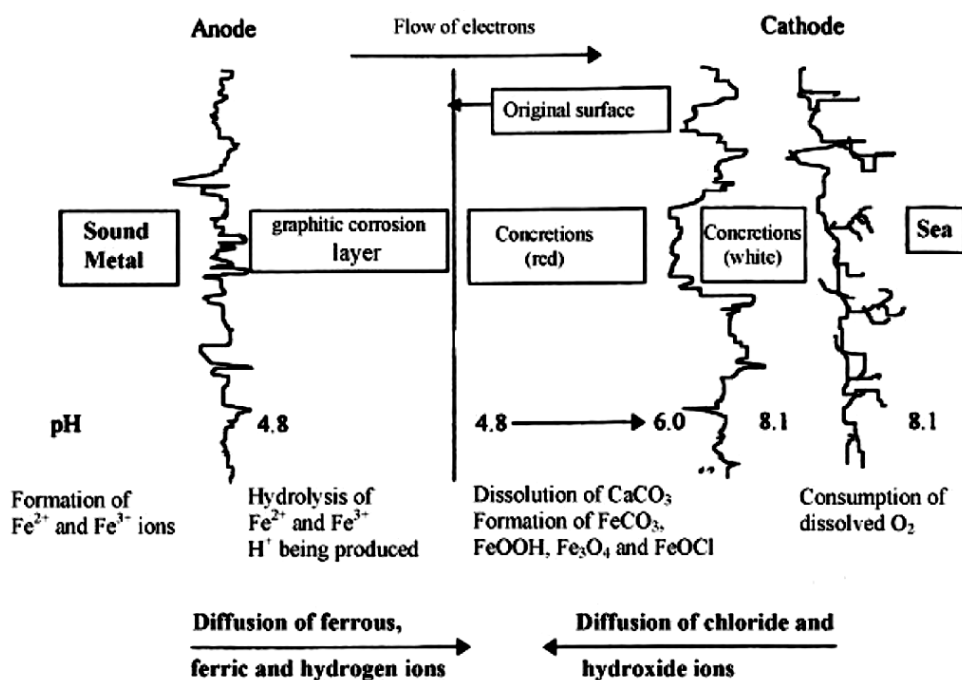 Anode
Flow of electrons
Cathode
Original surface
Sound
Metal
graphitic corrosion
layer
Concretions
(red)
Concretions
(white)
Sea
pH
4.8
4.8
6.0
8.1
8.1
Formation of
Fe²⁺ and Fe³⁺ ions
Hydrolysis of
Fe²⁺ and Fe³⁺
H⁺ being produced
Dissolution of CaCO₃
Formation of FeCO₃,
FeOOH, Fe₃O₄ and FeOCl
Consumption of
dissolved O₂
Diffusion of ferrous,
ferric and hydrogen ions
Diffusion of chloride and
hydroxide ions